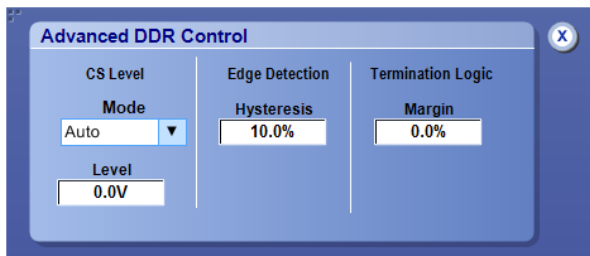 Advanced DDR Control
X
CS Level
Mode
Auto
Level
0.0V
Edge Detection
Hysteresis
10.0%
Termination Logic
Margin
0.0%